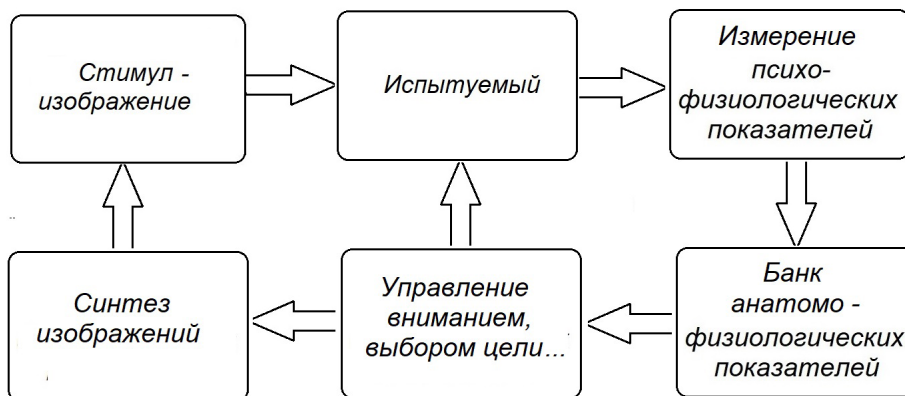 Стимул -
изображение
Испытуемый
Измерение
психо-
физиологических
показателей
Синтез
изображений
Управление
вниманием,
выбором цели...
Банк
анатомо -
физиологических
показателей